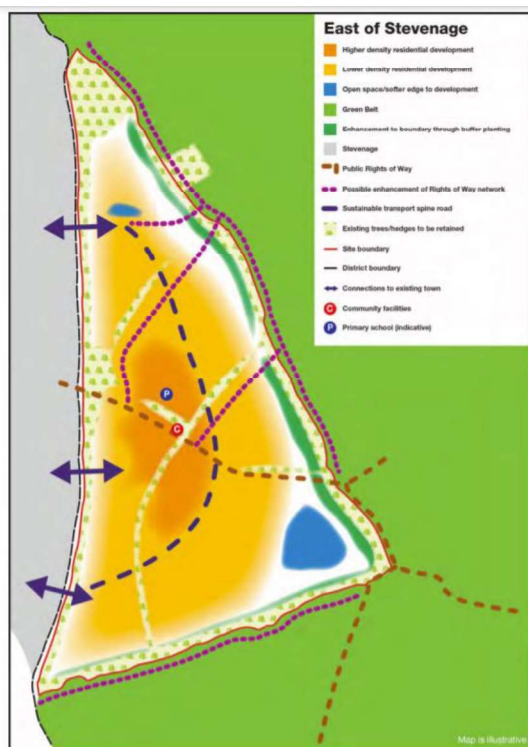 East of Stevenage
Higher density residential development
Lower density residential development
Open space/softer edge to development
Green Belt
Enhancement to boundary through buffer planting
Stevenage
Public Rights of Way
Possible enhancement of Rights of Way network
Sustainable transport spine road
Existing trees/hedges to be retained
Site boundary
District boundary
Connections to existing town
C Community facilities
P Primary school (indicative)
P
C
Map is illustrative